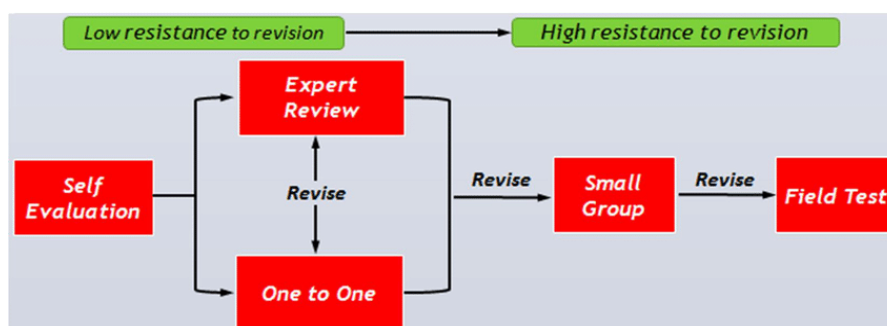 Low resistance to revision
High resistance to revision
Expert
Review
Self
Evaluation
Revise
Revise
Small
Group
Revise
Field Test
One to One